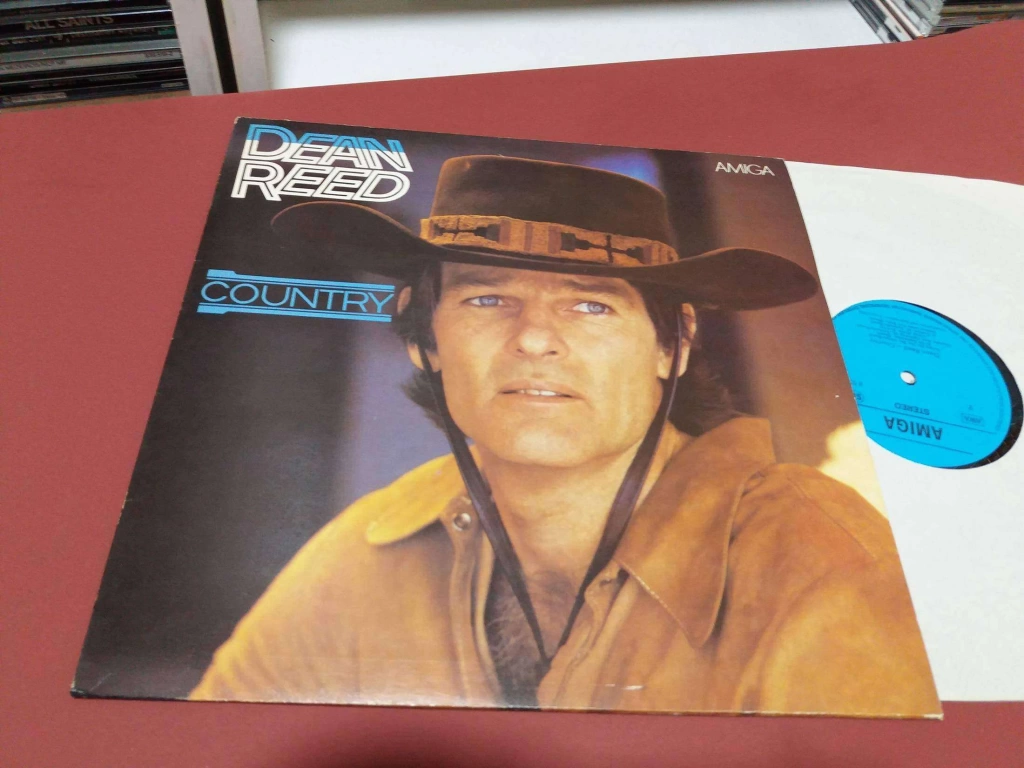 ALL SAINTS
DEAN
REED
AMIGA
COUNTRY
STEREO
AMIGA